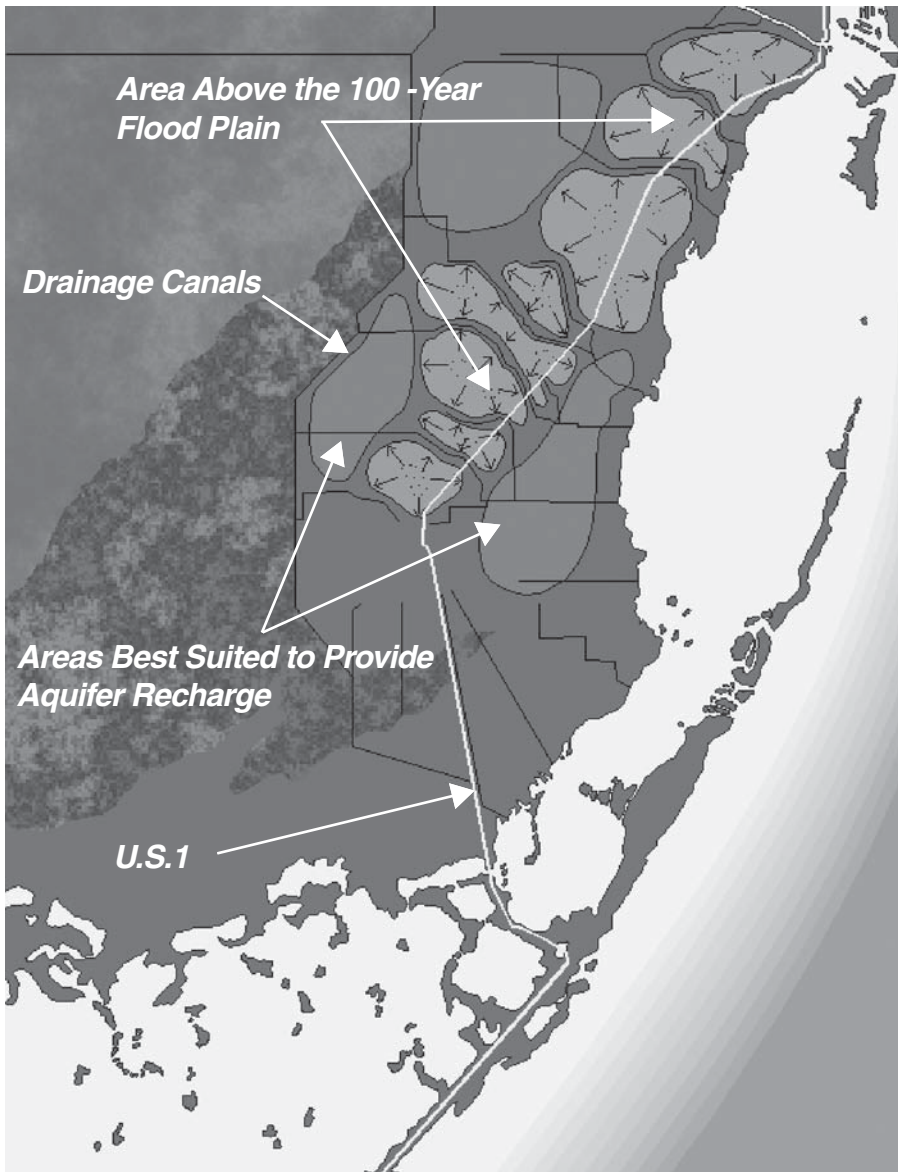 Area Above the 100 -Year
Flood Plain
Drainage Canals
Areas Best Suited to Provide
Aquifer Recharge
U.S.1